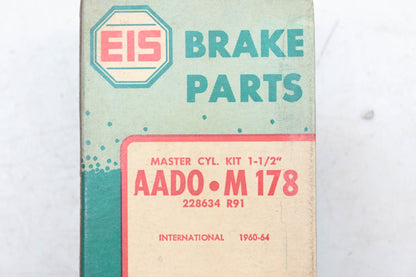 EIS
BRAKE
PARTS
MASTER CYL. KIT 1-1/2"
AADO•M 178
228634 R91
INTERNATIONAL 1960-64